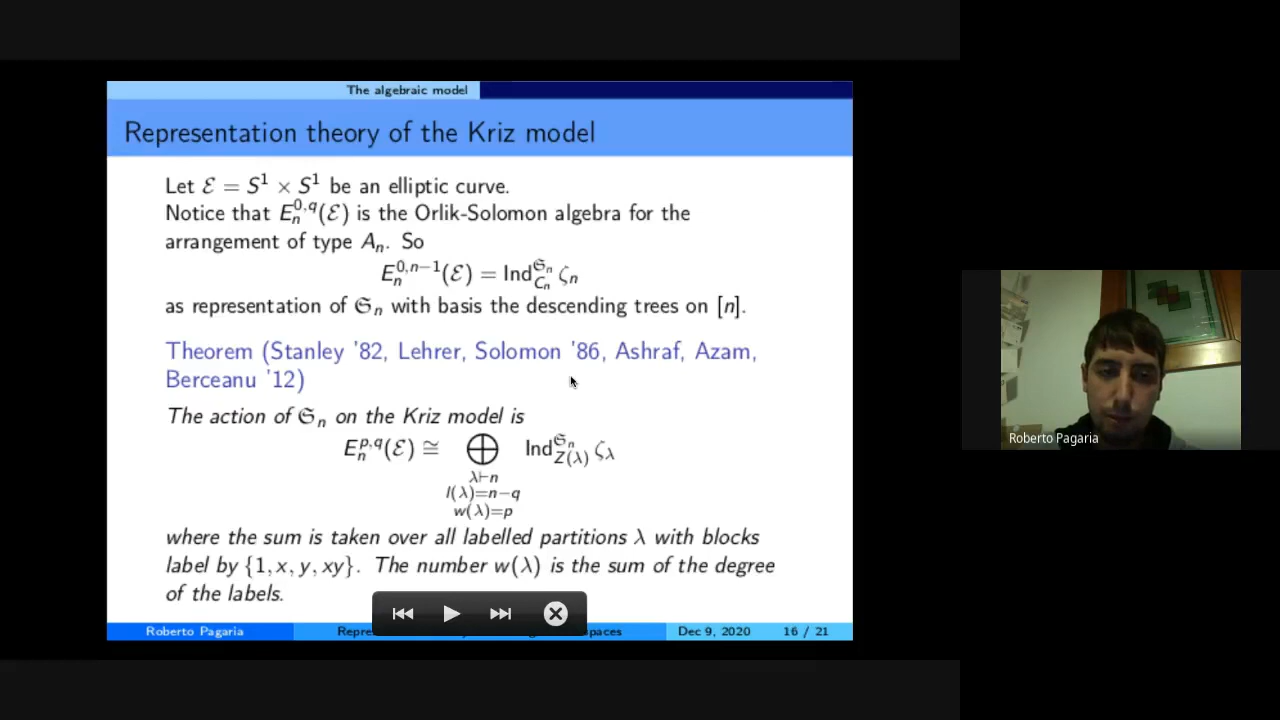 The algebraic model
Representation theory of the Kriz model
Let ℰ = S¹ × S¹ be an elliptic curve.
Notice that E_n^{0,q}(ℰ) is the Orlik-Solomon algebra for the
arrangement of type A_n. So
E_n^{0,n−1}(ℰ) = Ind_{C_n}^{𝔖_n} ζ_n
as representation of 𝔖_n with basis the descending trees on [n].
Theorem (Stanley '82, Lehrer, Solomon '86, Ashraf, Azam,
Berceanu '12)
The action of 𝔖_n on the Kriz model is
E_n^{p,q}(ℰ) ≅ ⊕ Ind_{Z(λ)}^{𝔖_n} ζ_λ
λ⊢n
l(λ)=n−q
w(λ)=p
where the sum is taken over all labelled partitions λ with blocks
label by {1, x, y, xy}. The number w(λ) is the sum of the degree
of the labels.
Roberto Pagaria
Dec 9, 2020 16 / 21
Roberto Pagaria